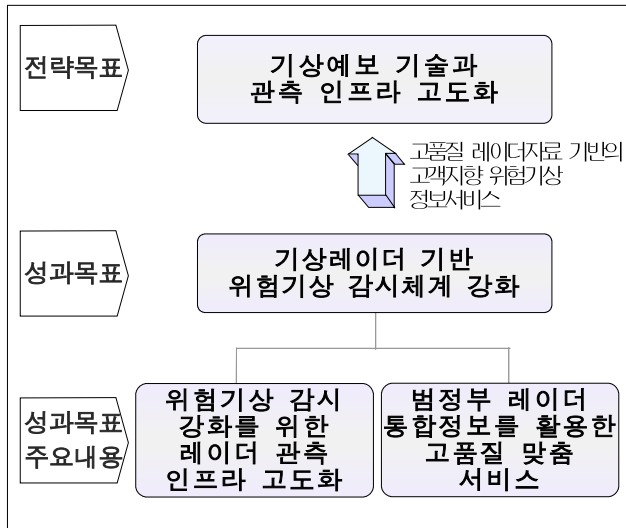 전략목표
기상예보 기술과
관측 인프라 고도화
고품질 레이더자료 기반의
고객지향 위험기상
정보서비스
성과목표
기상레이더 기반
위험기상 감시체계 강화
성과목표
주요내용
위험기상 감시
강화를 위한
레이더 관측
인프라 고도화
범정부 레이더
통합정보를 활용한
고품질 맞춤
서비스